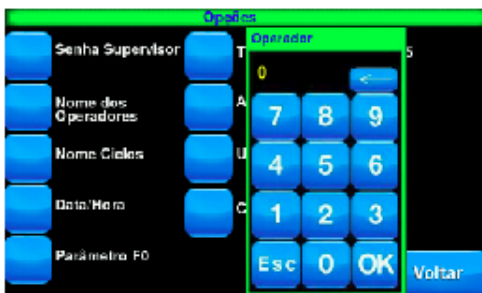 Opções
Senha Supervisor
T
5
Operador
0
Nome dos
Operadores
A
7 8 9
Nome Ciclos
U
4 5 6
Data/Hora
C
1 2 3
Parâmetro F0
Esc 0 OK
Voltar